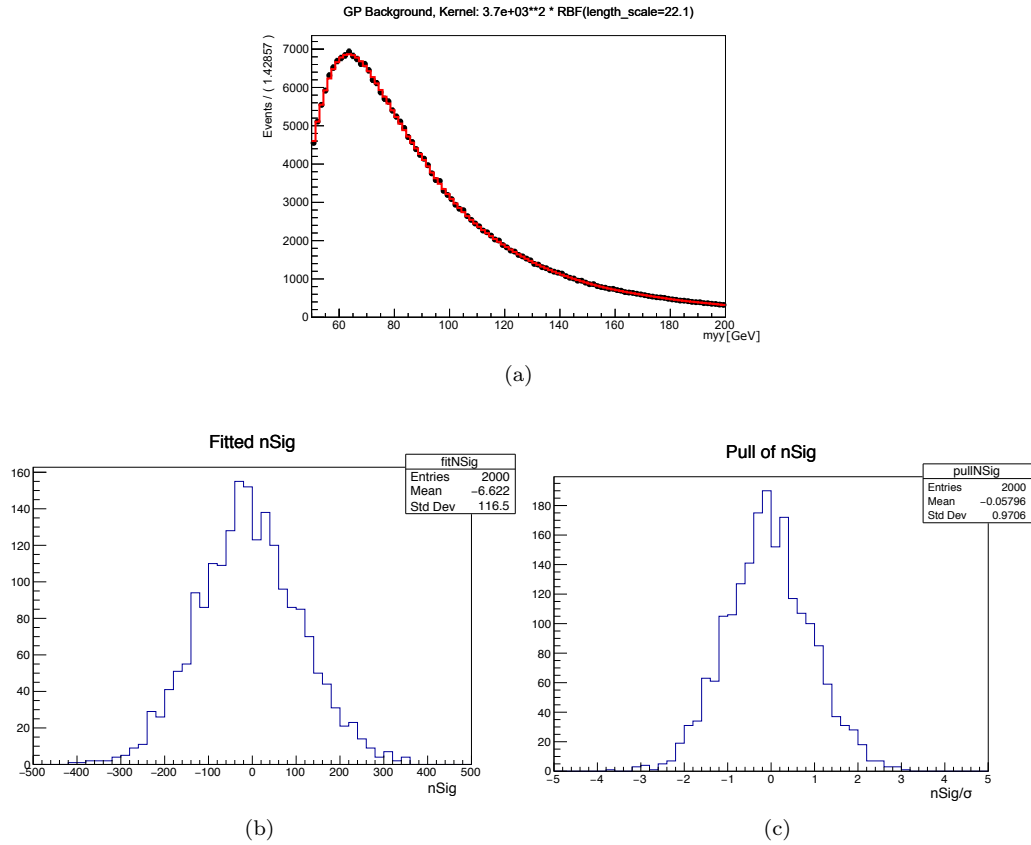 GP Background, Kernel: 3.7e+03**2 * RBF(length_scale=22.1)
Events / ( 1.42857 )
7000
6000
5000
4000
3000
2000
1000
0
60 80 100 120 140 160 180 200
myy[GeV]
(a)
Fitted nSig
fitNSig
Entries 2000
Mean −6.622
Std Dev 116.5
160
140
120
100
80
60
40
20
0
−500 −400 −300 −200 −100 0 100 200 300 400 500
nSig
(b)
Pull of nSig
pullNSig
Entries 2000
Mean −0.05796
Std Dev 0.9706
180
160
140
120
100
80
60
40
20
0
−5 −4 −3 −2 −1 0 1 2 3 4 5
nSig/σ
(c)